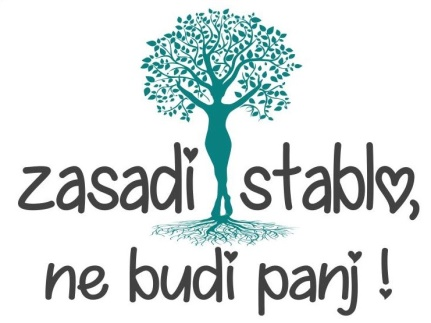 zasadi stablo,
ne budi panj !